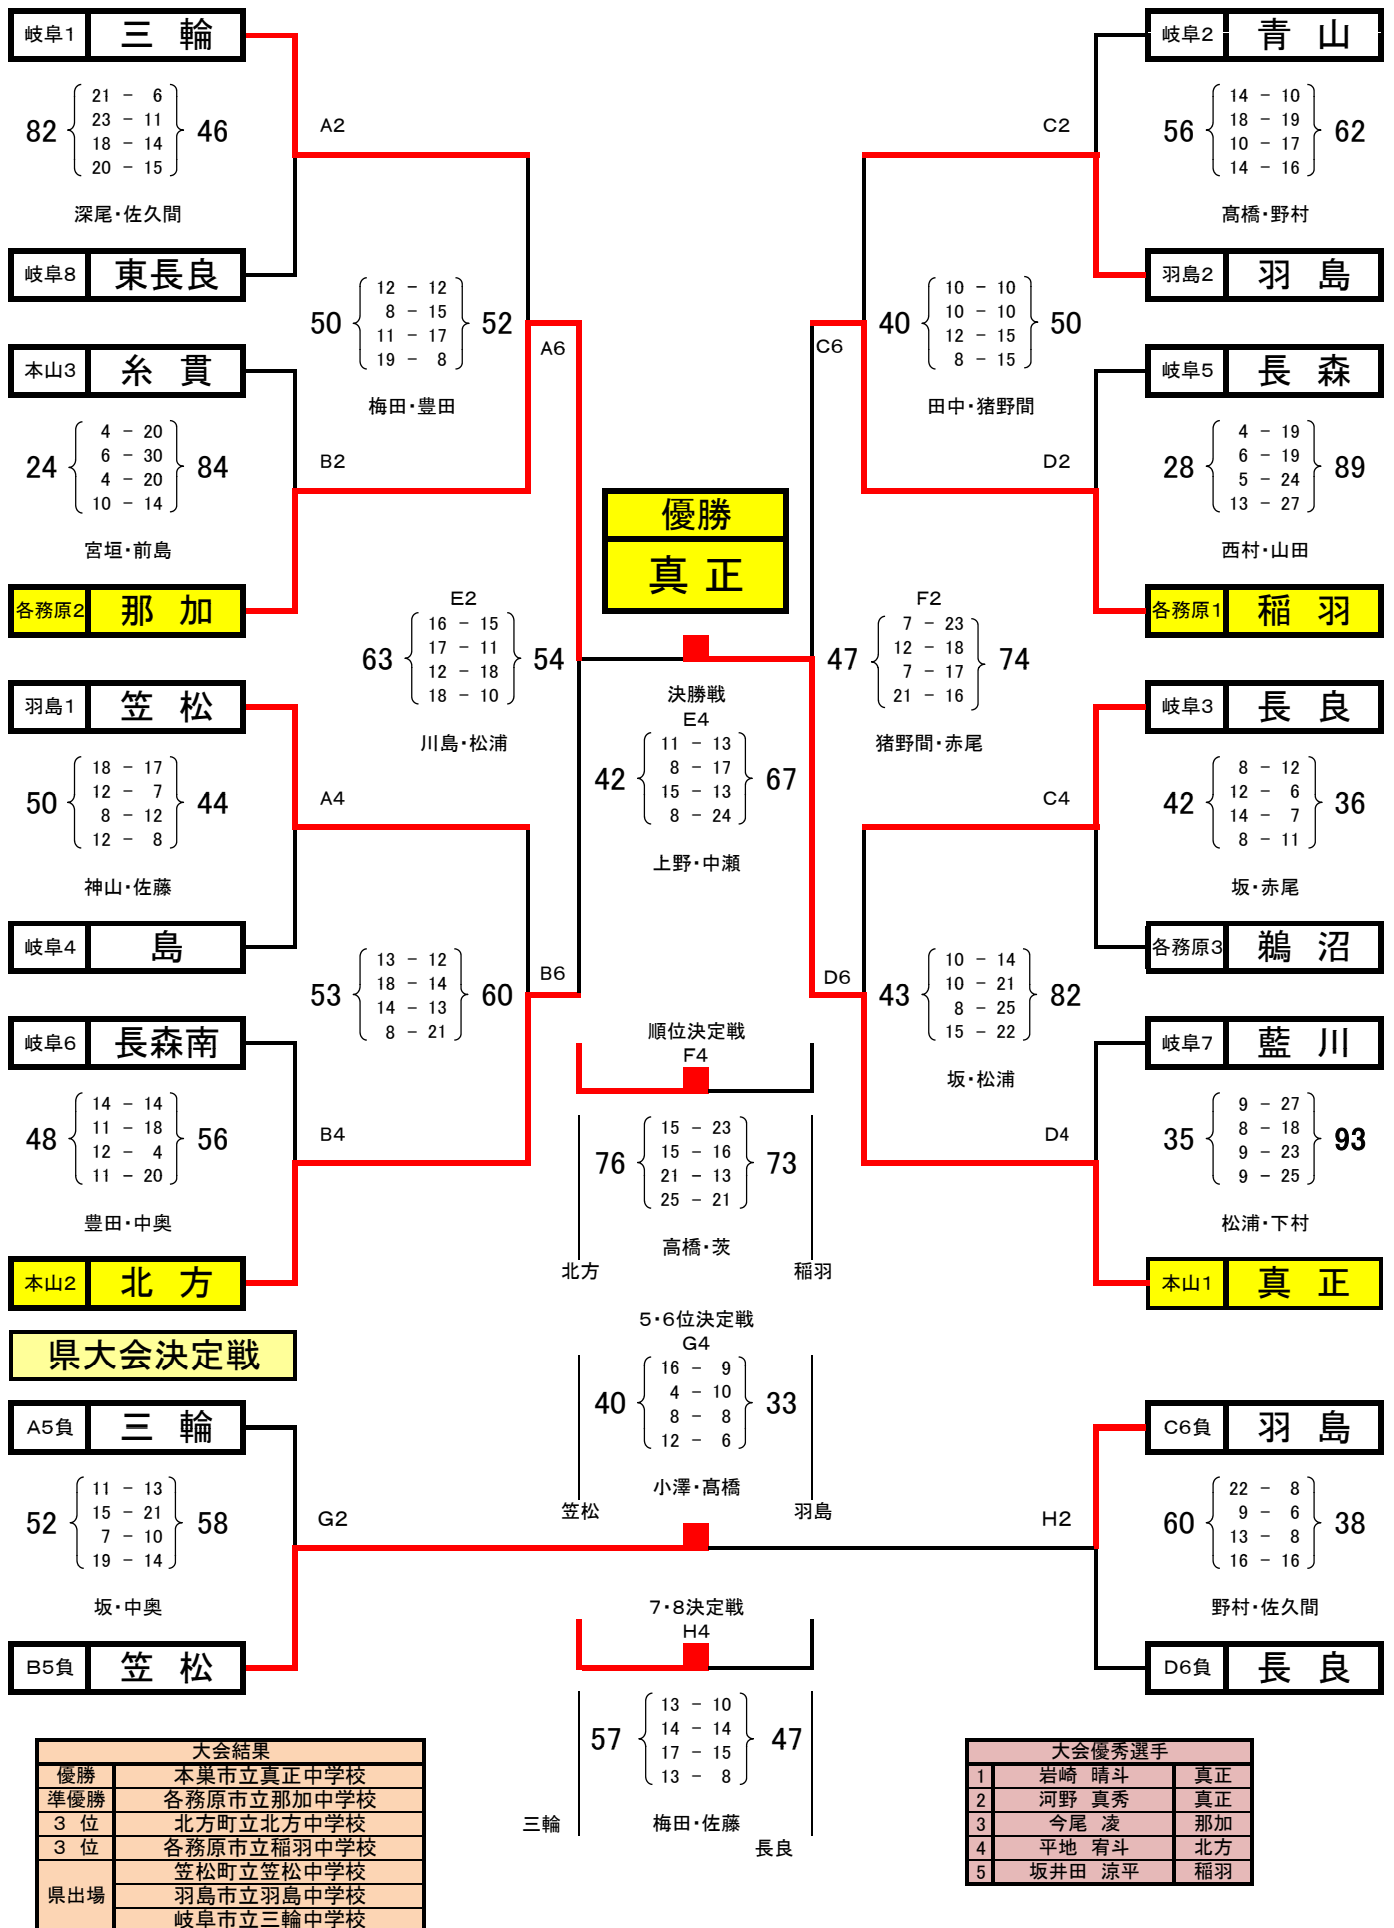 岐阜1 三 輪
82 46
21 - 6
23 - 11
18 - 14
20 - 15
深尾・佐久間
A2
岐阜8 東長良
50 52
12 - 12
8 - 15
11 - 17
19 - 8
梅田・豊田
A6
本山3 糸 貫
24 84
4 - 20
6 - 30
4 - 20
10 - 14
宮垣・前島
B2
各務原2 那 加
E2
63 54
16 - 15
17 - 11
12 - 18
18 - 10
川島・松浦
羽島1 笠 松
50 44
18 - 17
12 - 7
8 - 12
12 - 8
神山・佐藤
A4
岐阜4 島
53 60
13 - 12
18 - 14
14 - 13
8 - 21
B6
岐阜6 長森南
48 56
14 - 14
11 - 18
12 - 4
11 - 20
豊田・中奥
B4
本山2 北 方
優勝
真 正
決勝戦
E4
42 67
11 - 13
8 - 17
15 - 13
8 - 24
上野・中瀬
岐阜2 青 山
56 62
14 - 10
18 - 19
10 - 17
14 - 16
髙橋・野村
C2
羽島2 羽 島
40 50
10 - 10
10 - 10
12 - 15
8 - 15
田中・猪野間
C6
岐阜5 長 森
28 89
4 - 19
6 - 19
5 - 24
13 - 27
西村・山田
D2
各務原1 稲 羽
F2
47 74
7 - 23
12 - 18
7 - 17
21 - 16
猪野間・赤尾
岐阜3 長 良
42 36
8 - 12
12 - 6
14 - 7
8 - 11
坂・赤尾
C4
各務原3 鵜 沼
43 82
10 - 14
10 - 21
8 - 25
15 - 22
坂・松浦
D6
岐阜7 藍 川
35 93
9 - 27
8 - 18
9 - 23
9 - 25
松浦・下村
D4
本山1 真 正
順位決定戦
F4
76 73
15 - 23
15 - 16
21 - 13
25 - 21
高橋・茨
北方 稲羽
5・6位決定戦
G4
40 33
16 - 9
4 - 10
8 - 8
12 - 6
小澤・髙橋
笠松 羽島
県大会決定戦
A5負 三 輪
52 58
11 - 13
15 - 21
7 - 10
19 - 14
坂・中奥
G2
B5負 笠 松
C6負 羽 島
60 38
22 - 8
9 - 6
13 - 8
16 - 16
野村・佐久間
H2
D6負 長 良
7・8決定戦
H4
57 47
13 - 10
14 - 14
17 - 15
13 - 8
梅田・佐藤
三輪 長良
大会結果
優勝 本巣市立真正中学校
準優勝 各務原市立那加中学校
3 位 北方町立北方中学校
3 位 各務原市立稲羽中学校
県出場 笠松町立笠松中学校
羽島市立羽島中学校
岐阜市立三輪中学校
大会優秀選手
1 岩崎 晴斗 真正
2 河野 真秀 真正
3 今尾 凌 那加
4 平地 宥斗 北方
5 坂井田 涼平 稲羽